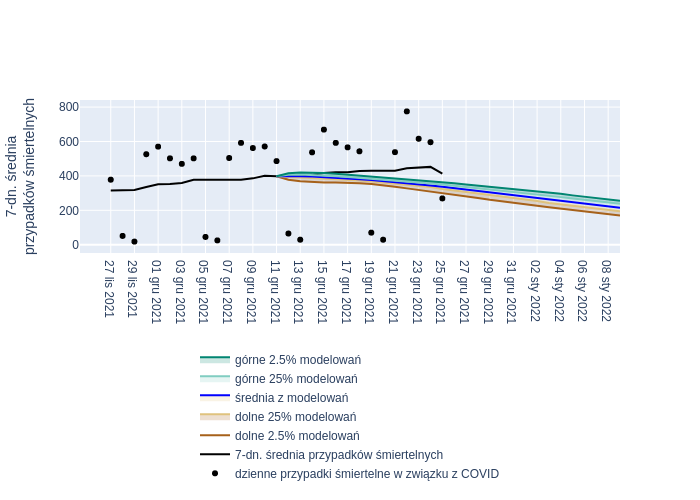 7-dn. średnia
przypadków śmiertelnych
800
600
400
200
0
27 lis 2021
29 lis 2021
01 gru 2021
03 gru 2021
05 gru 2021
07 gru 2021
09 gru 2021
11 gru 2021
13 gru 2021
15 gru 2021
17 gru 2021
19 gru 2021
21 gru 2021
23 gru 2021
25 gru 2021
27 gru 2021
29 gru 2021
31 gru 2021
02 sty 2022
04 sty 2022
06 sty 2022
08 sty 2022
górne 2.5% modelowań
górne 25% modelowań
średnia z modelowań
dolne 25% modelowań
dolne 2.5% modelowań
7-dn. średnia przypadków śmiertelnych
dzienne przypadki śmiertelne w związku z COVID